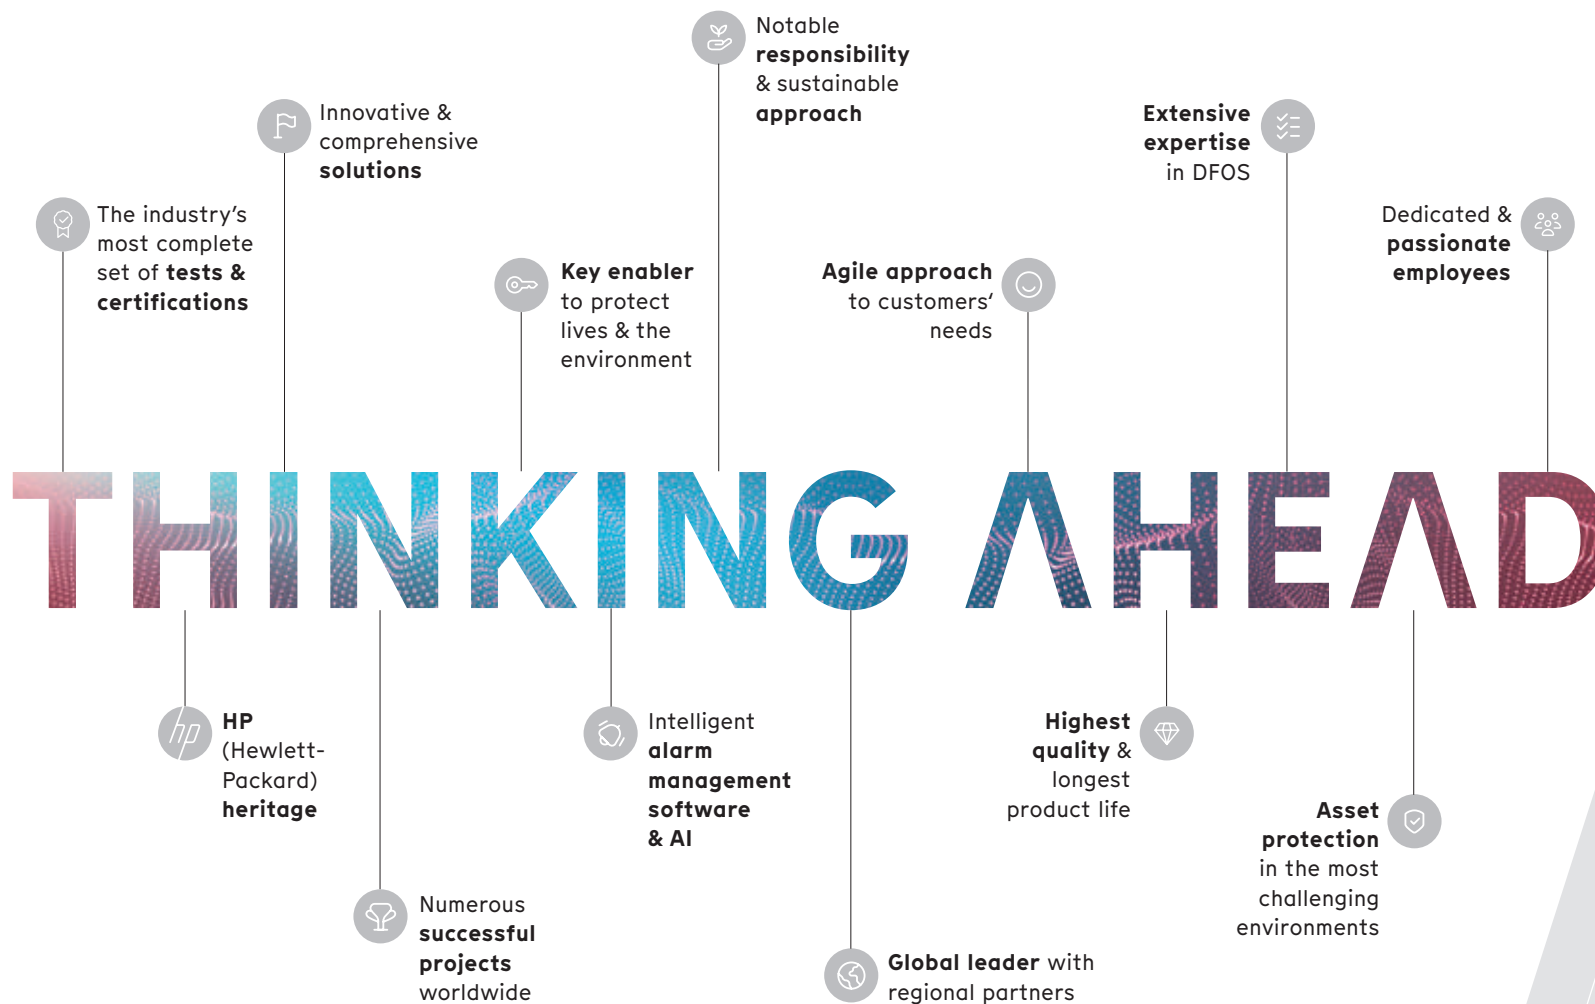 Notable
responsibility
& sustainable
approach
Innovative &
comprehensive
solutions
Extensive
expertise
in DFOS
The industry's
most complete
set of tests &
certifications
Dedicated &
passionate
employees
Key enabler
to protect
lives & the
environment
Agile approach
to customers‘
needs
THINKING AHEAD
hp
HP
(Hewlett-
Packard)
heritage
Intelligent
alarm
management
software
& AI
Highest
quality &
longest
product life
Asset
protection
in the most
challenging
environments
Numerous
successful
projects
worldwide
Global leader with
regional partners